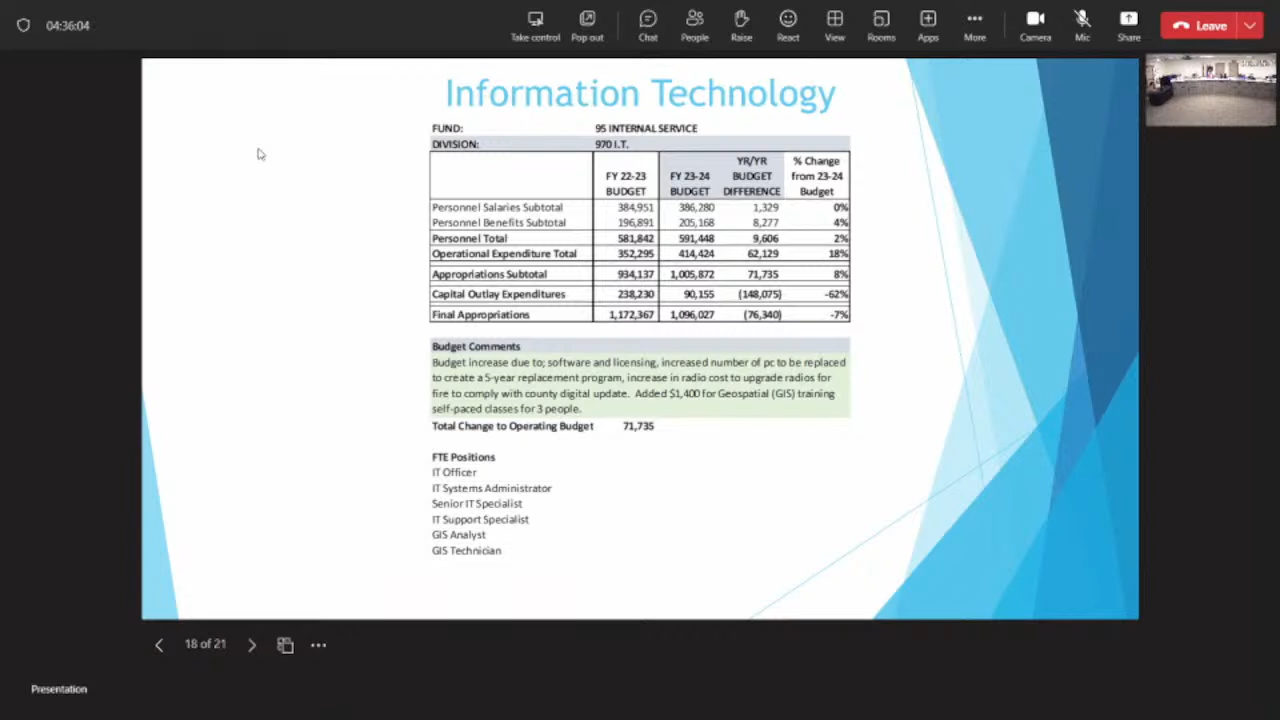 04:36:04
Take control Pop out Chat People Raise React View Rooms Apps More Camera Mic Share Leave
Information Technology
FUND: 95 INTERNAL SERVICE
DIVISION: 970 I.T.
FY 22-23 BUDGET FY 23-24 BUDGET YR/YR BUDGET DIFFERENCE % Change from 23-24 Budget
Personnel Salaries Subtotal 384,951 386,280 1,329 0%
Personnel Benefits Subtotal 196,891 205,168 8,277 4%
Personnel Total 581,842 591,448 9,606 2%
Operational Expenditure Total 352,295 414,424 62,129 18%
Appropriations Subtotal 934,137 1,005,872 71,735 8%
Capital Outlay Expenditures 238,230 90,155 (148,075) -62%
Final Appropriations 1,172,367 1,096,027 (76,340) -7%
Budget Comments
Budget increase due to; software and licensing, increased number of pc to be replaced
to create a 5-year replacement program, increase in radio cost to upgrade radios for
fire to comply with county digital update. Added $1,400 for Geospatial (GIS) training
self-paced classes for 3 people.
Total Change to Operating Budget 71,735
FTE Positions
IT Officer
IT Systems Administrator
Senior IT Specialist
IT Support Specialist
GIS Analyst
GIS Technician
18 of 21
Presentation